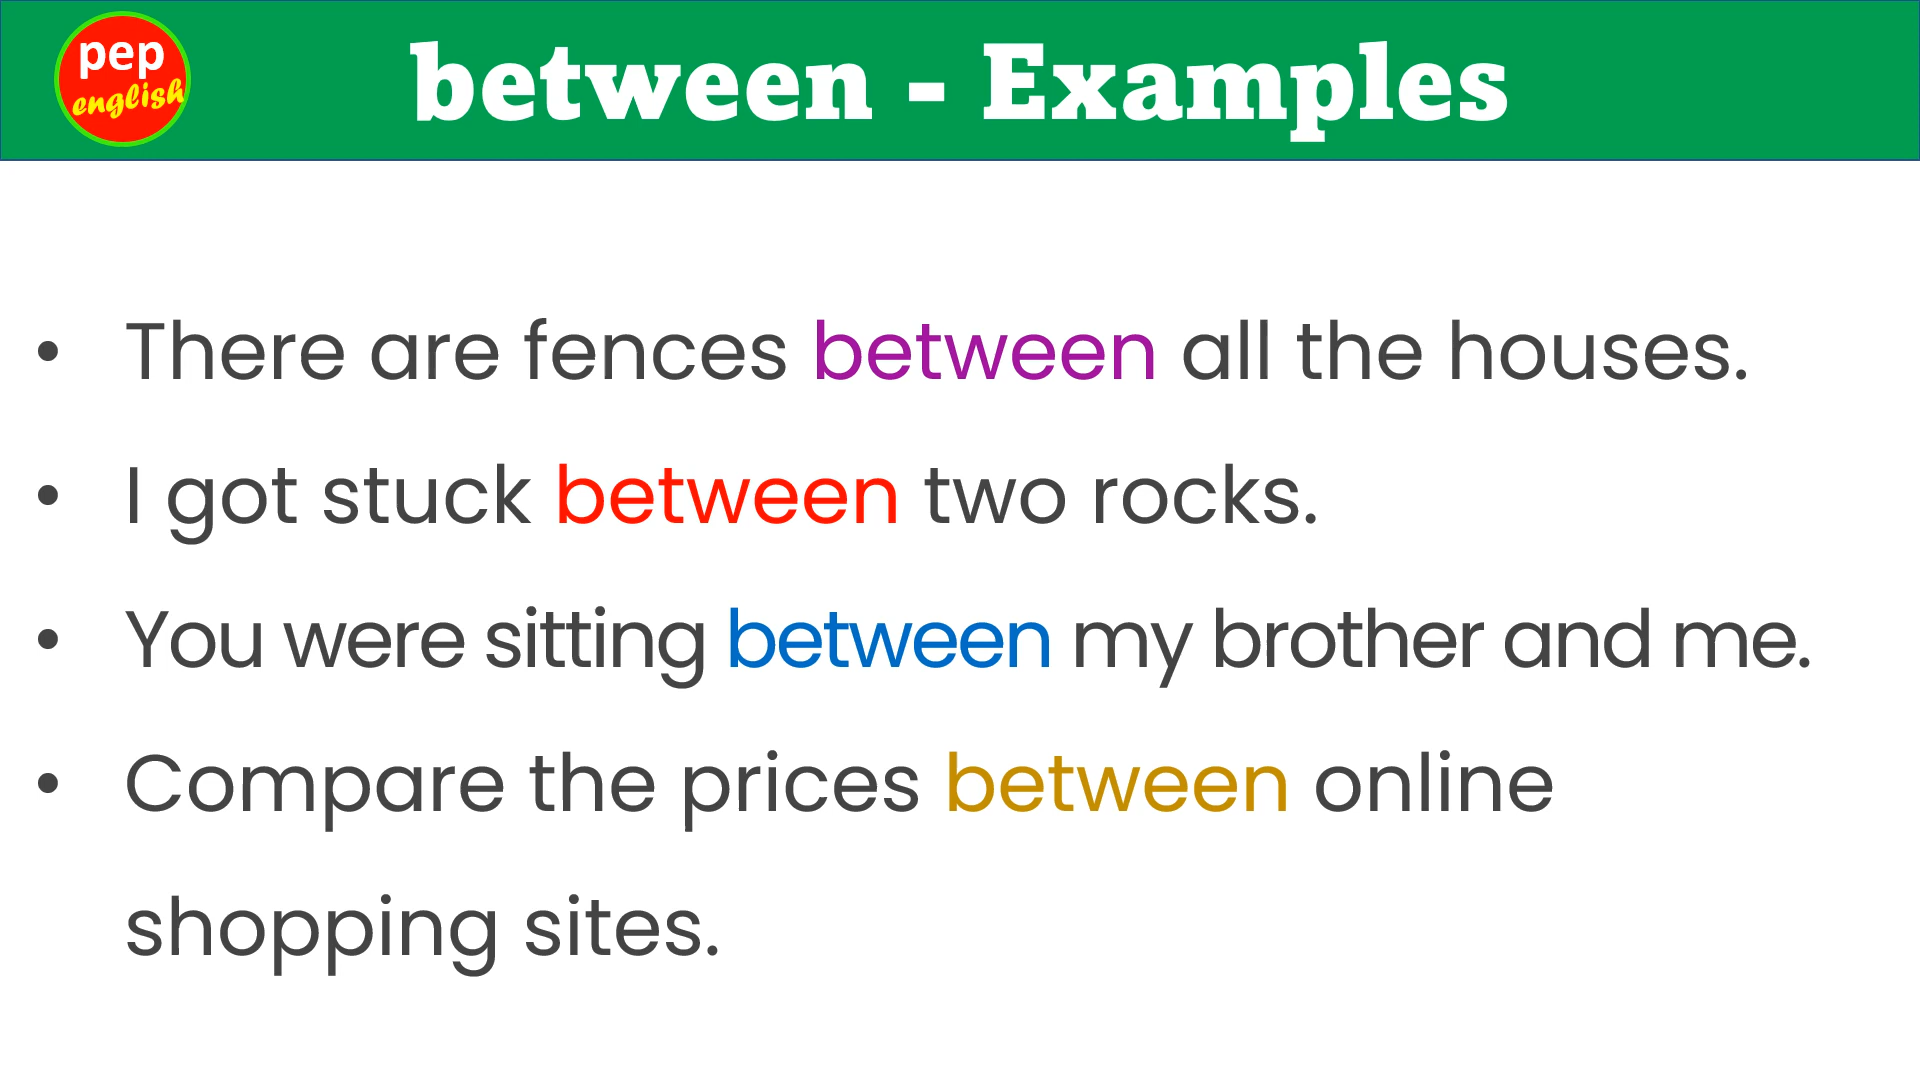 pep
english
between - Examples
• There are fences between all the houses.
• I got stuck between two rocks.
• You were sitting between my brother and me.
• Compare the prices between online
shopping sites.